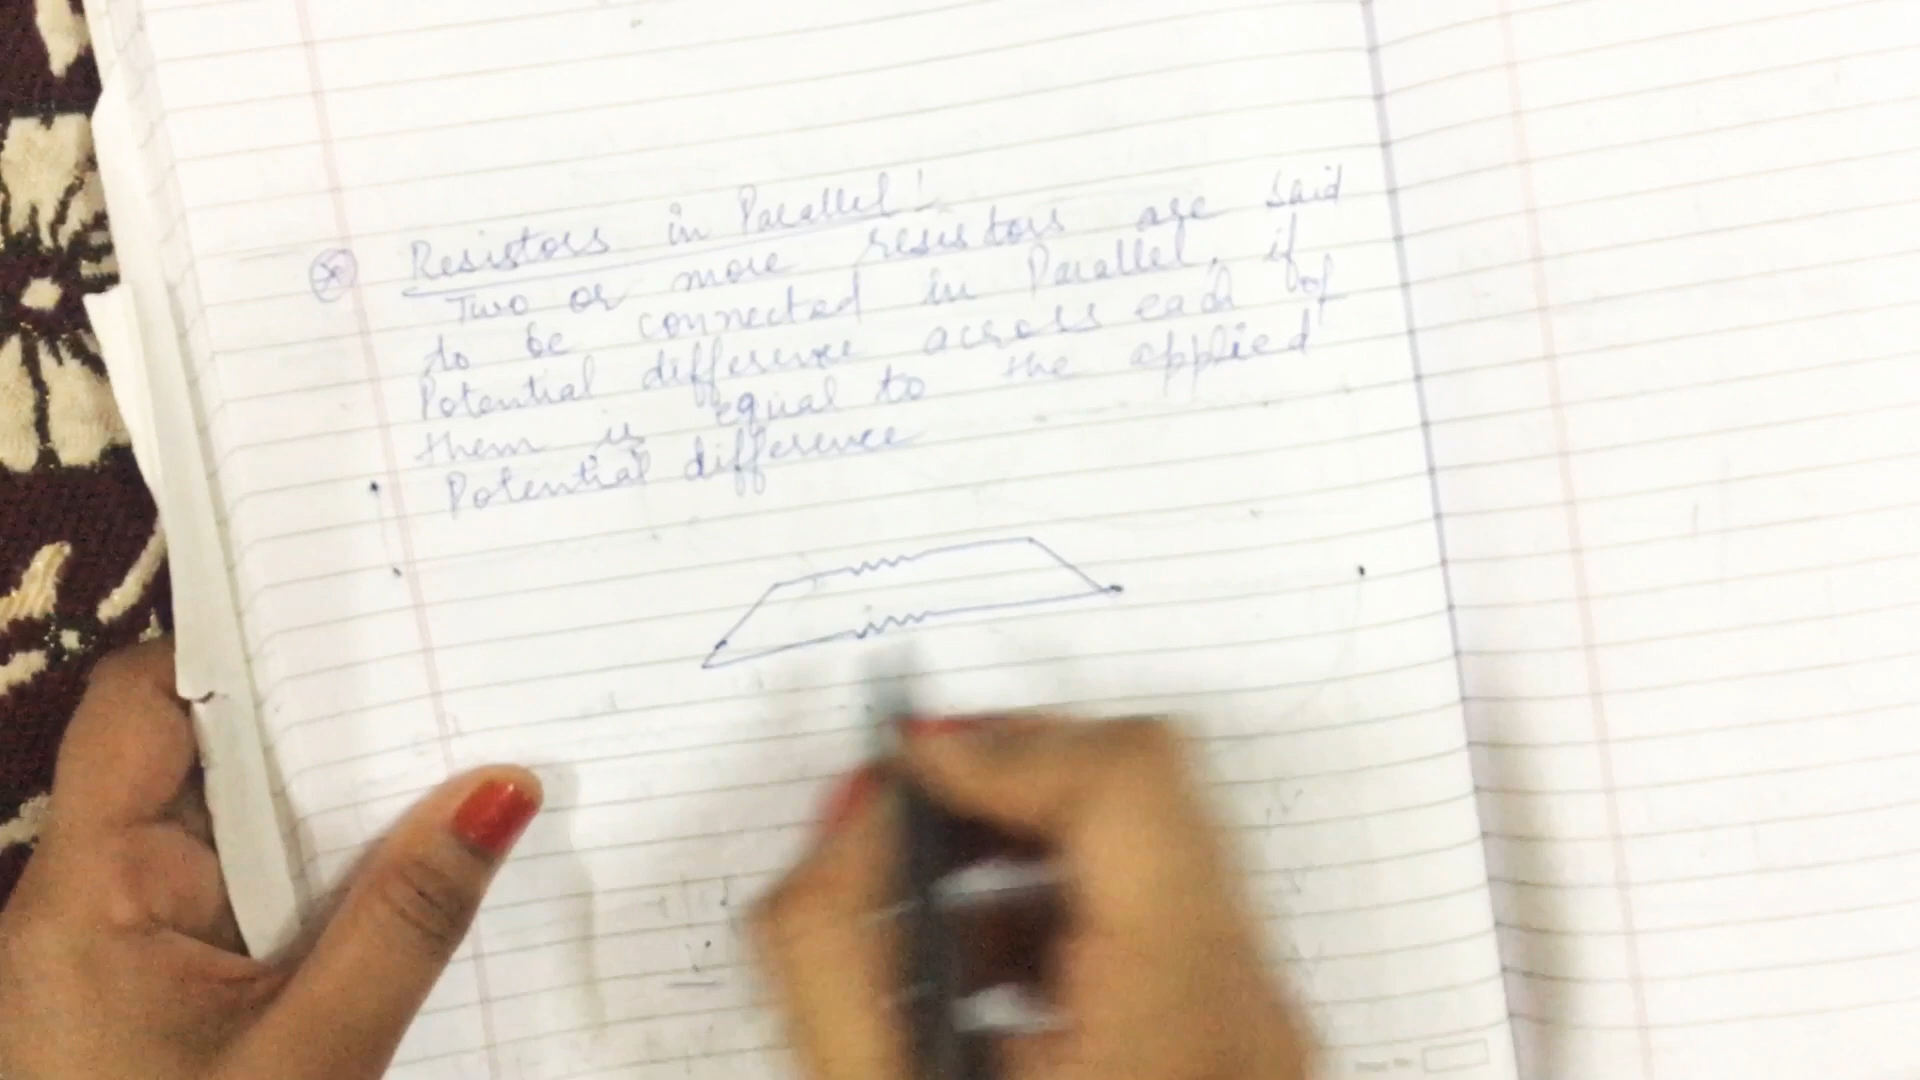 Resistors in Parallel !
Two or more resistors are said
to be connected in Parallel, if
Potential difference across each of
them is equal to the applied
Potential difference